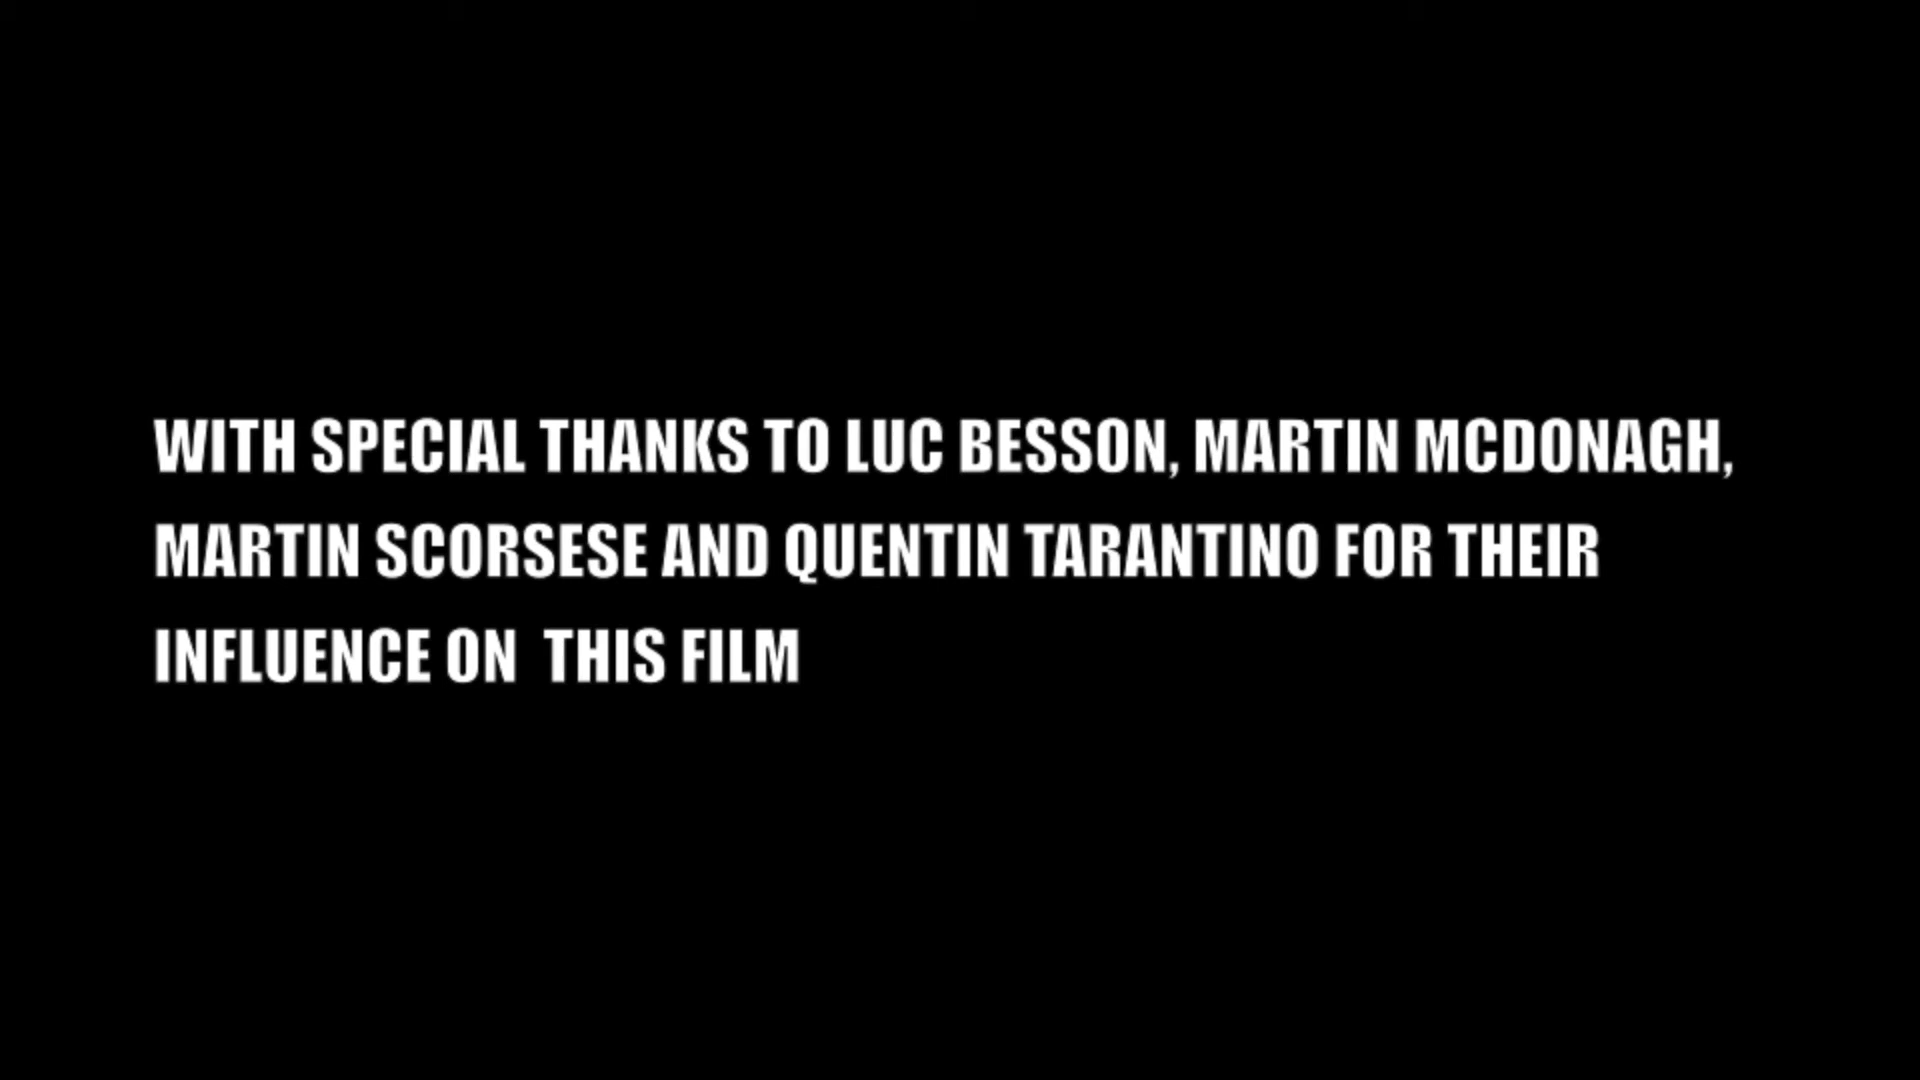 WITH SPECIAL THANKS TO LUC BESSON, MARTIN MCDONAGH,
MARTIN SCORSESE AND QUENTIN TARANTINO FOR THEIR
INFLUENCE ON  THIS FILM